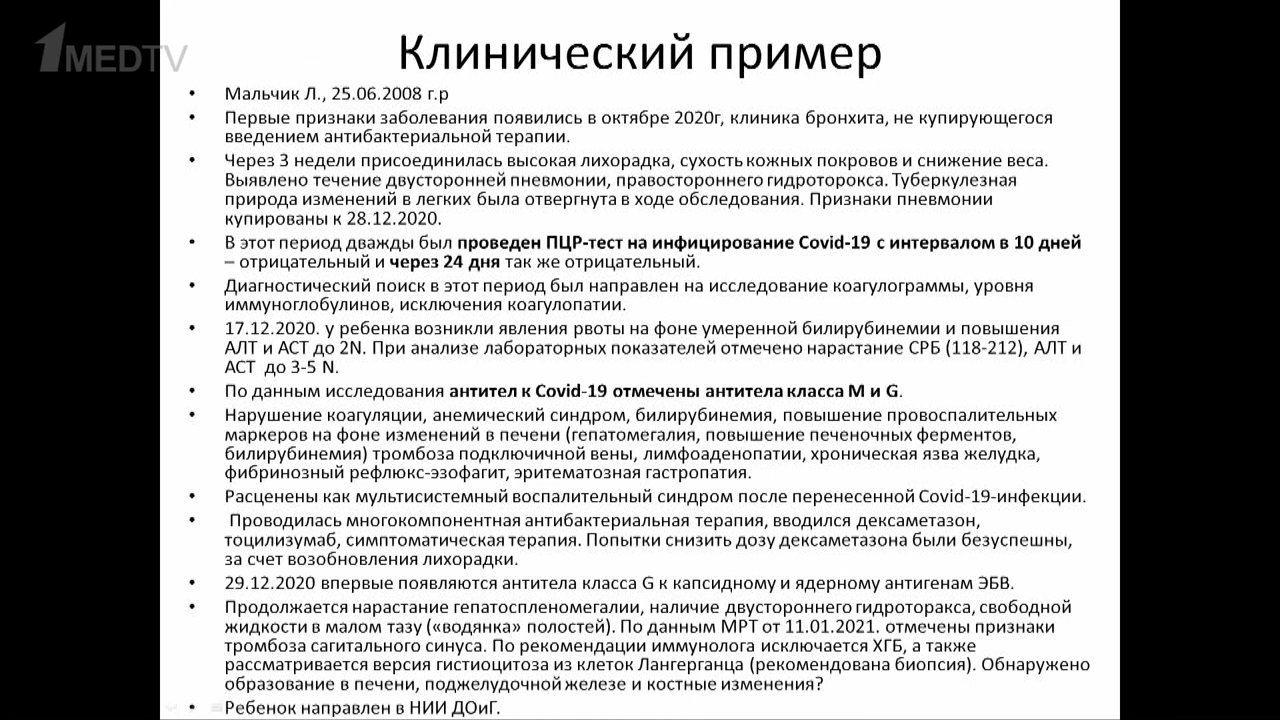 1MEDTV
Клинический пример
• Мальчик Л., 25.06.2008 г.р
• Первые признаки заболевания появились в октябре 2020г, клиника бронхита, не купирующегося
введением антибактериальной терапии.
• Через 3 недели присоединилась высокая лихорадка, сухость кожных покровов и снижение веса.
Выявлено течение двусторонней пневмонии, правостороннего гидроторокса. Туберкулезная
природа изменений в легких была отвергнута в ходе обследования. Признаки пневмонии
купированы к 28.12.2020.
• В этот период дважды был проведен ПЦР-тест на инфицирование Covid-19 с интервалом в 10 дней
– отрицательный и через 24 дня так же отрицательный.
• Диагностический поиск в этот период был направлен на исследование коагулограммы, уровня
иммуноглобулинов, исключения коагулопатии.
• 17.12.2020. у ребенка возникли явления рвоты на фоне умеренной билирубинемии и повышения
АЛТ и АСТ до 2N. При анализе лабораторных показателей отмечено нарастание СРБ (118-212), АЛТ и
АСТ до 3-5 N.
• По данным исследования антител к Covid-19 отмечены антитела класса М и G.
• Нарушение коагуляции, анемический синдром, билирубинемия, повышение провоспалительных
маркеров на фоне изменений в печени (гепатомегалия, повышение печеночных ферментов,
билирубинемия) тромбоза подключичной вены, лимфоаденопатии, хроническая язва желудка,
фибринозный рефлюкс-эзофагит, эритематозная гастропатия.
• Расценены как мультисистемный воспалительный синдром после перенесенной Covid-19-инфекции.
• Проводилась многокомпонентная антибактериальная терапия, вводился дексаметазон,
тоцилизумаб, симптоматическая терапия. Попытки снизить дозу дексаметазона были безуспешны,
за счет возобновления лихорадки.
• 29.12.2020 впервые появляются антитела класса G к капсидному и ядерному антигенам ЭБВ.
• Продолжается нарастание гепатоспленомегалии, наличие двустороннего гидроторакса, свободной
жидкости в малом тазу («водянка» полостей). По данным МРТ от 11.01.2021. отмечены признаки
тромбоза сагитального синуса. По рекомендации иммунолога исключается ХГБ, а также
рассматривается версия гистиоцитоза из клеток Лангерганца (рекомендована биопсия). Обнаружено
образование в печени, поджелудочной железе и костные изменения?
• Ребенок направлен в НИИ ДОиГ.